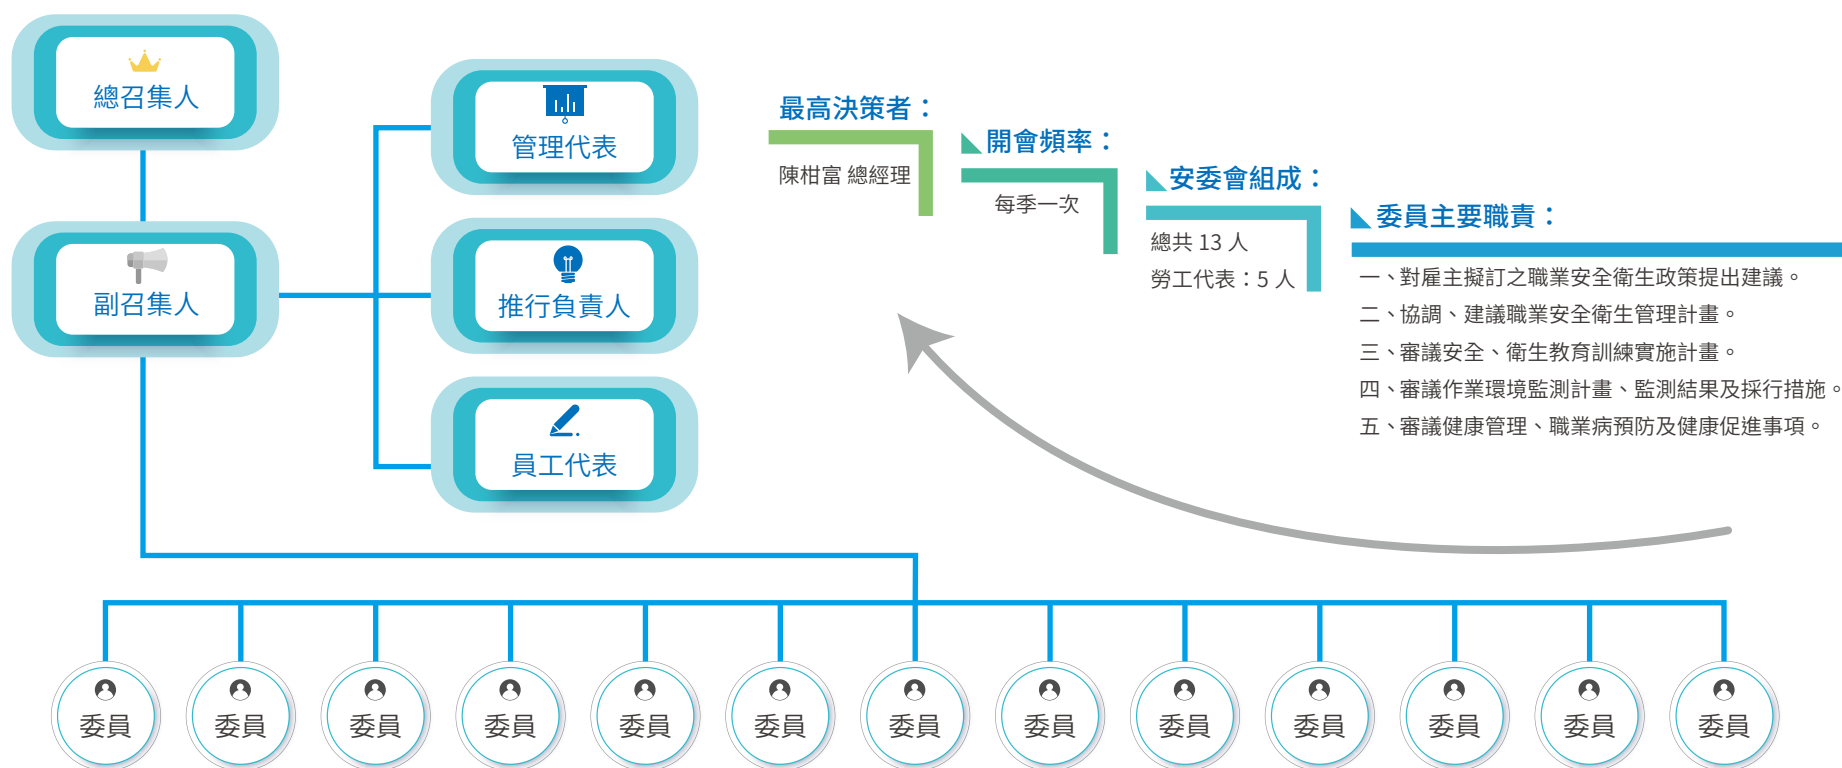 總召集人
副召集人
管理代表
推行負責人
員工代表
最高決策者：
陳柑富 總經理
開會頻率：
每季一次
安委會組成：
總共 13 人
勞工代表：5 人
委員主要職責：
一、對雇主擬訂之職業安全衛生政策提出建議。
二、協調、建議職業安全衛生管理計畫。
三、審議安全、衛生教育訓練實施計畫。
四、審議作業環境監測計畫、監測結果及採行措施。
五、審議健康管理、職業病預防及健康促進事項。
委員
委員
委員
委員
委員
委員
委員
委員
委員
委員
委員
委員
委員